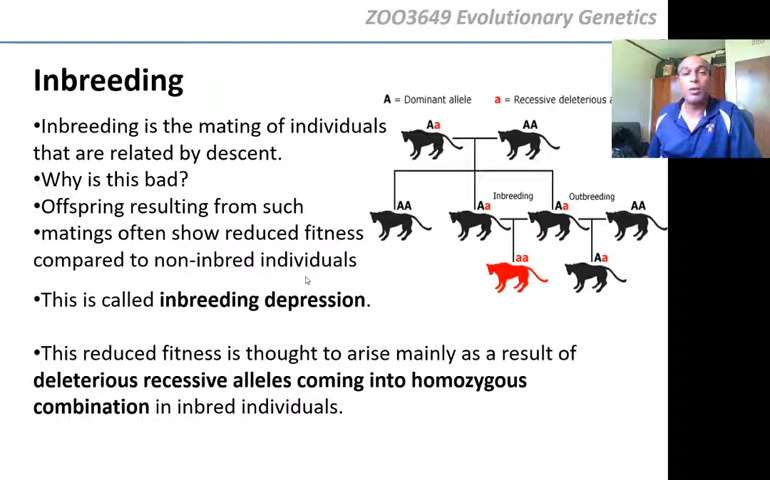 ZOO3649 Evolutionary Genetics
Inbreeding
A = Dominant allele a = Recessive deleterious a
•Inbreeding is the mating of individuals
that are related by descent.
•Why is this bad?
•Offspring resulting from such
•matings often show reduced fitness
compared to non-inbred individuals
•This is called inbreeding depression.
•This reduced fitness is thought to arise mainly as a result of
deleterious recessive alleles coming into homozygous
combination in inbred individuals.
Aa AA
Inbreeding Outbreeding
AA Aa Aa AA
aa Aa